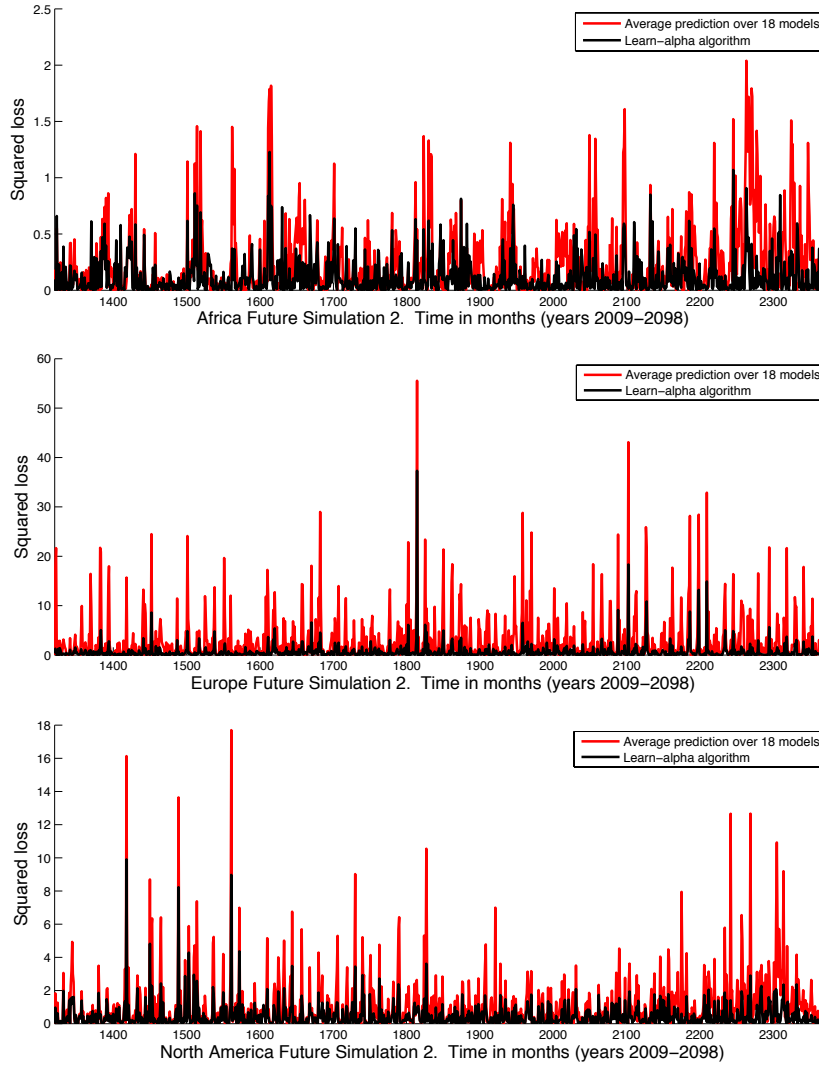 2.5
Average prediction over 18 models
Learn−alpha algorithm
2
1.5
Squared loss
1
0.5
0
1400 1500 1600 1700 1800 1900 2000 2100 2200 2300
Africa Future Simulation 2. Time in months (years 2009−2098)
60
Average prediction over 18 models
Learn−alpha algorithm
50
40
Squared loss
30
20
10
0
1400 1500 1600 1700 1800 1900 2000 2100 2200 2300
Europe Future Simulation 2. Time in months (years 2009−2098)
18
Average prediction over 18 models
Learn−alpha algorithm
16
14
12
Squared loss
10
8
6
4
2
0
1400 1500 1600 1700 1800 1900 2000 2100 2200 2300
North America Future Simulation 2. Time in months (years 2009−2098)